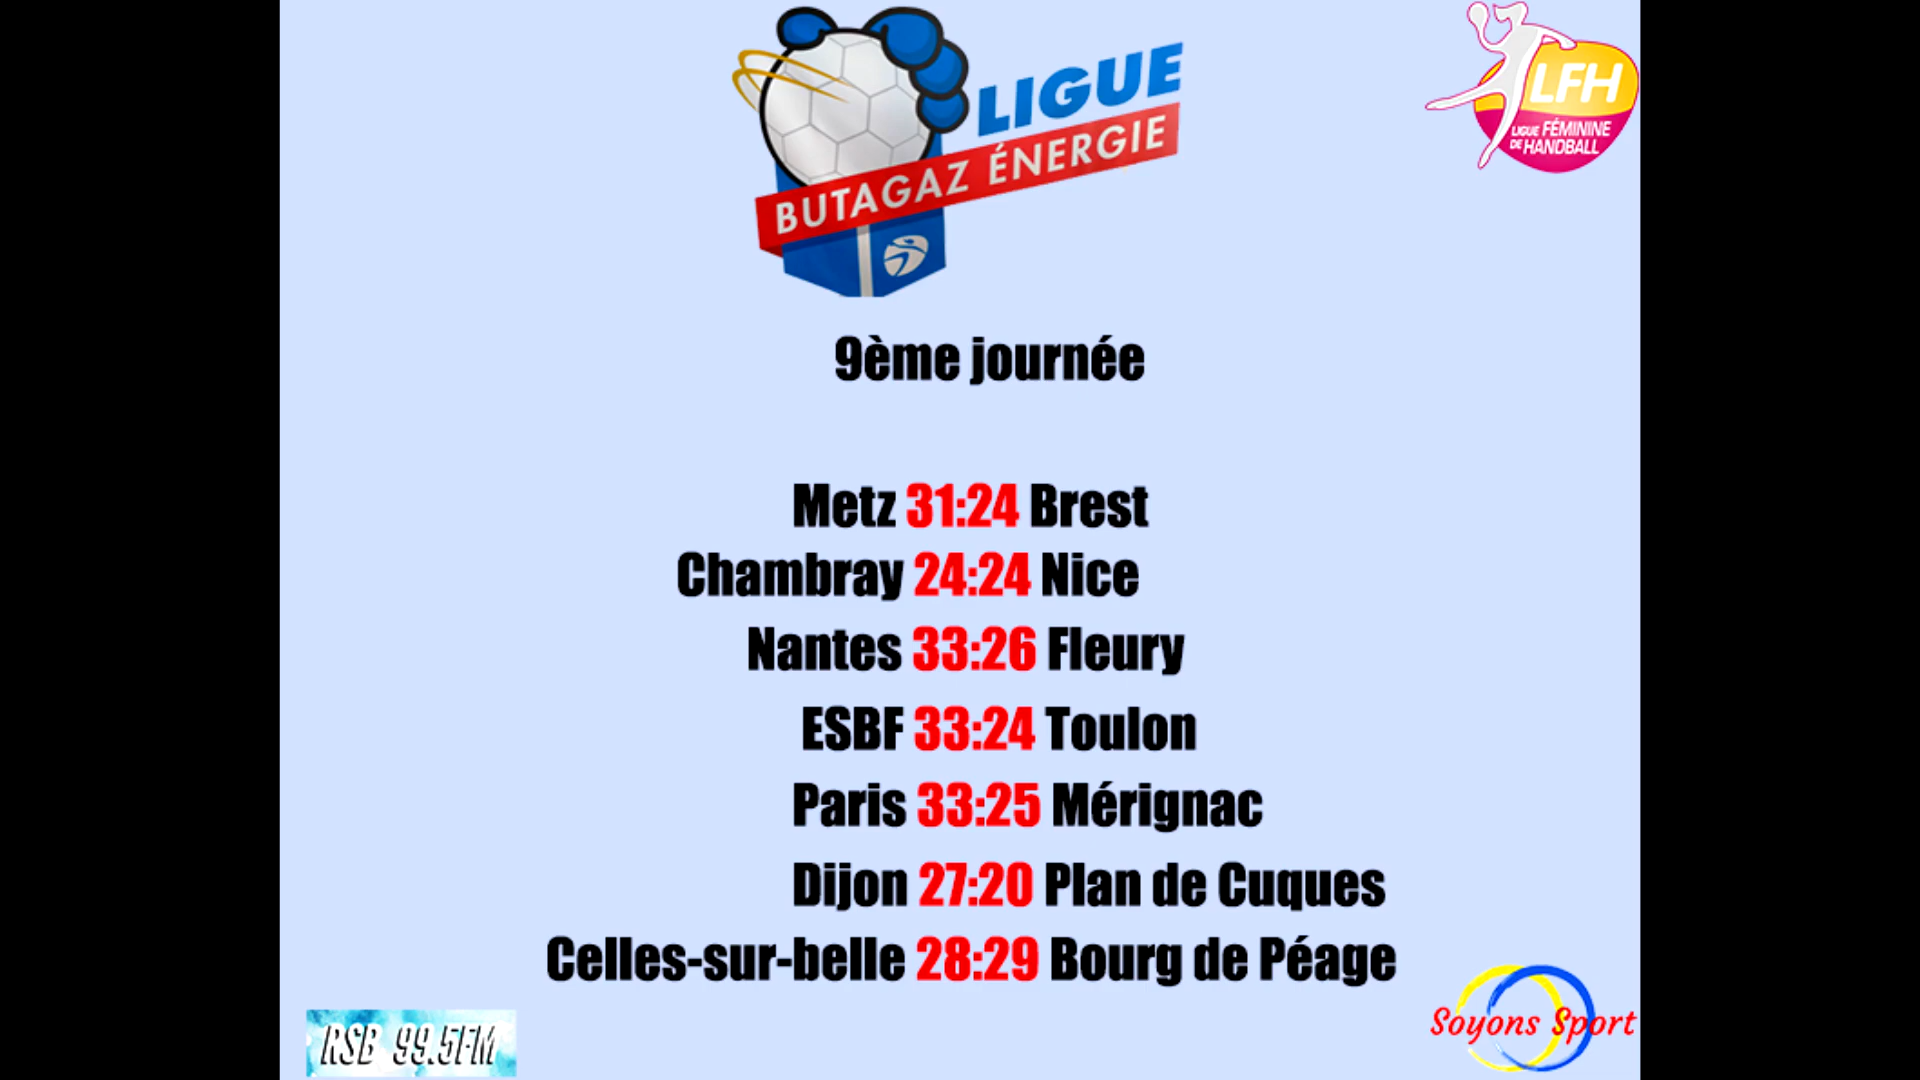 LIGUE
BUTAGAZ ÉNERGIE
LFH
LIGUE FÉMININE
DE HANDBALL
9ème journée
Metz 31:24 Brest
Chambray 24:24 Nice
Nantes 33:26 Fleury
ESBF 33:24 Toulon
Paris 33:25 Mérignac
Dijon 27:20 Plan de Cuques
Celles-sur-belle 28:29 Bourg de Péage
RSB 99.5FM
Soyons Sport